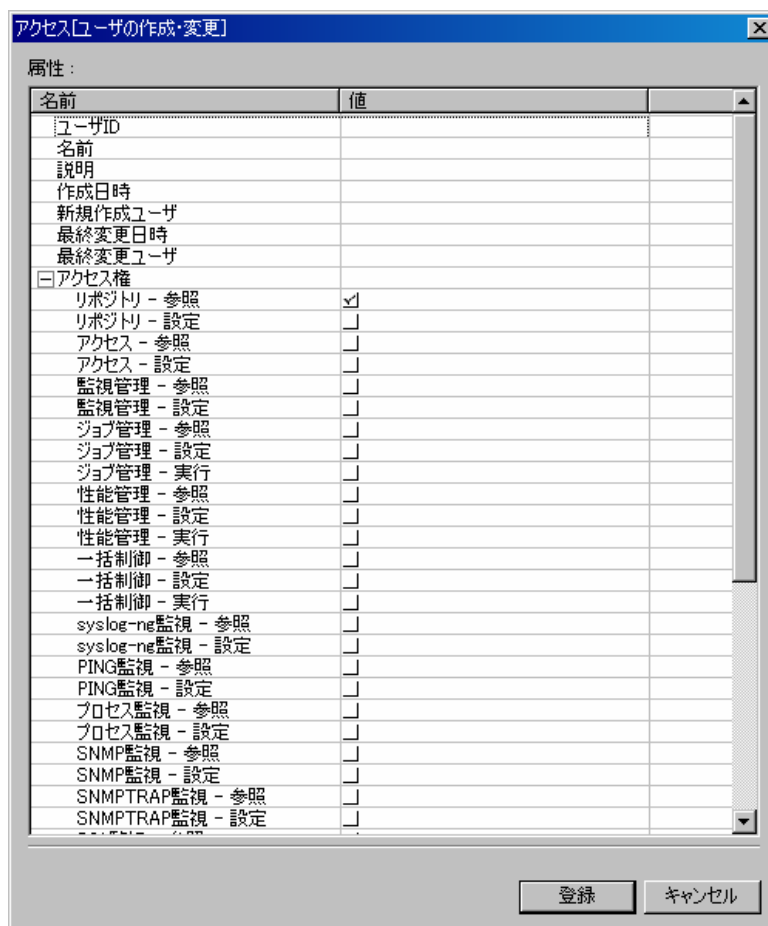 アクセス[ユーザの作成・変更]
属性：
名前 値
ユーザID
名前
説明
作成日時
新規作成ユーザ
最終変更日時
最終変更ユーザ
アクセス権
リポジトリ - 参照
リポジトリ - 設定
アクセス - 参照
アクセス - 設定
監視管理 - 参照
監視管理 - 設定
ジョブ管理 - 参照
ジョブ管理 - 設定
ジョブ管理 - 実行
性能管理 - 参照
性能管理 - 設定
性能管理 - 実行
一括制御 - 参照
一括制御 - 設定
一括制御 - 実行
syslog-ng監視 - 参照
syslog-ng監視 - 設定
PING監視 - 参照
PING監視 - 設定
プロセス監視 - 参照
プロセス監視 - 設定
SNMP監視 - 参照
SNMP監視 - 設定
SNMPTRAP監視 - 参照
SNMPTRAP監視 - 設定
登録 キャンセル